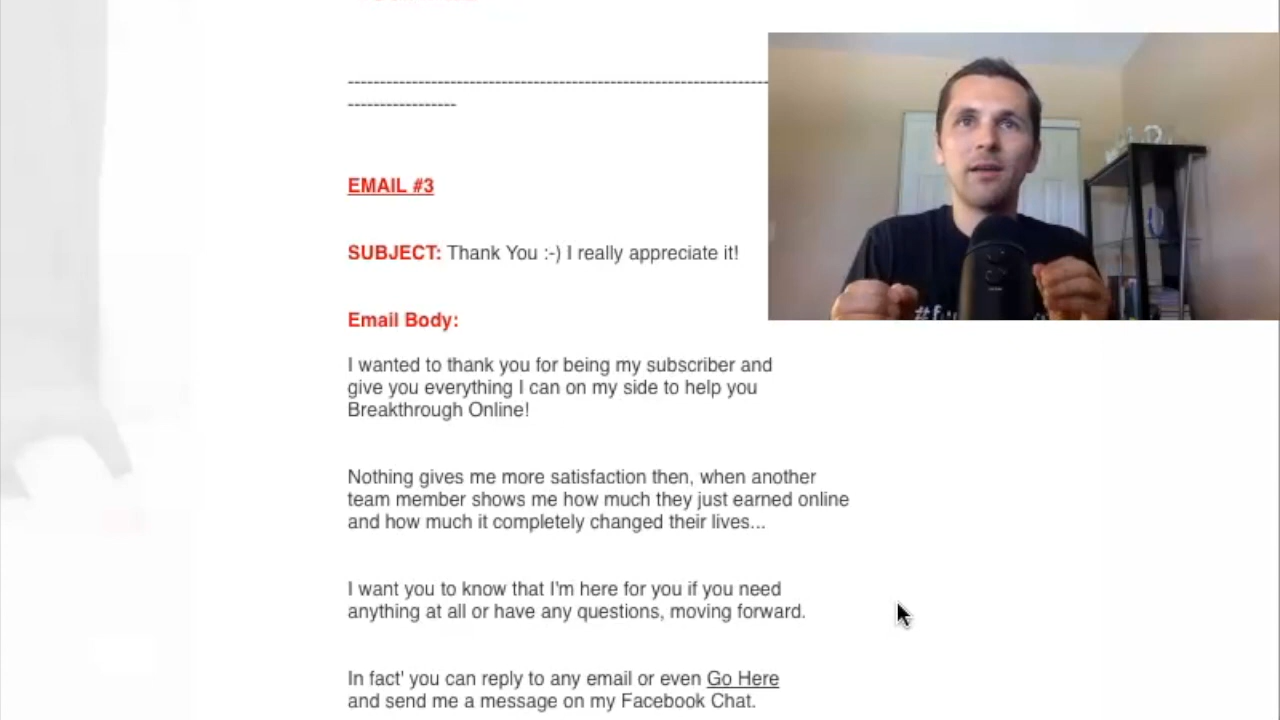 --------------------------------------------------------------------------
-----------------
EMAIL #3
SUBJECT: Thank You :-) I really appreciate it!
Email Body:
I wanted to thank you for being my subscriber and
give you everything I can on my side to help you
Breakthrough Online!
Nothing gives me more satisfaction then, when another
team member shows me how much they just earned online
and how much it completely changed their lives...
I want you to know that I'm here for you if you need
anything at all or have any questions, moving forward.
In fact' you can reply to any email or even Go Here
and send me a message on my Facebook Chat.